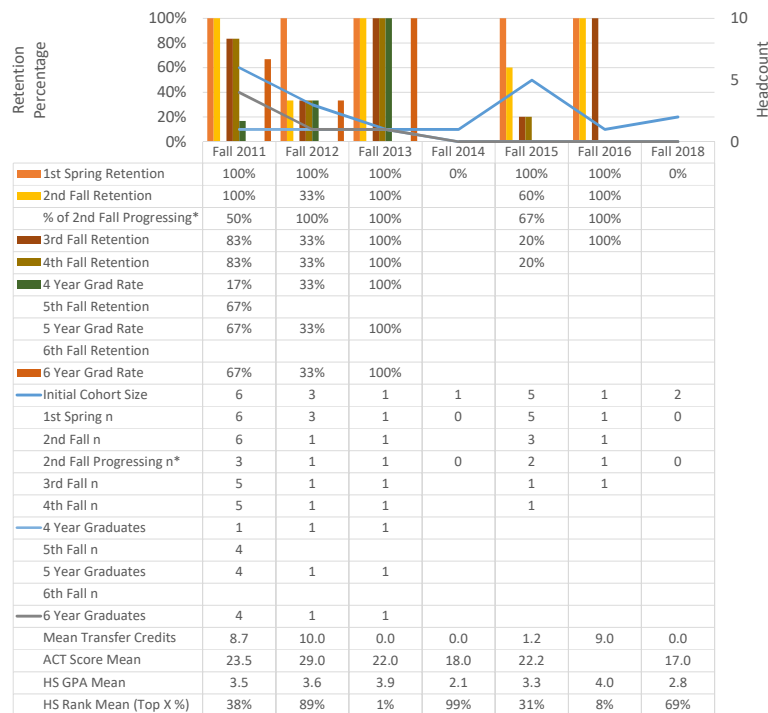 100%
80%
60%
40%
20%
0%
Retention
Percentage
10
5
0
Headcount
Fall 2011 Fall 2012 Fall 2013 Fall 2014 Fall 2015 Fall 2016 Fall 2018
1st Spring Retention 100% 100% 100% 0% 100% 100% 0%
2nd Fall Retention 100% 33% 100% 60% 100%
% of 2nd Fall Progressing* 50% 100% 100% 67% 100%
3rd Fall Retention 83% 33% 100% 20% 100%
4th Fall Retention 83% 33% 100% 20%
4 Year Grad Rate 17% 33% 100%
5th Fall Retention 67%
5 Year Grad Rate 67% 33% 100%
6th Fall Retention
6 Year Grad Rate 67% 33% 100%
Initial Cohort Size 6 3 1 1 5 1 2
1st Spring n 6 3 1 0 5 1 0
2nd Fall n 6 1 1 3 1
2nd Fall Progressing n* 3 1 1 0 2 1 0
3rd Fall n 5 1 1 1 1
4th Fall n 5 1 1 1
4 Year Graduates 1 1 1
5th Fall n 4
5 Year Graduates 4 1 1
6th Fall n
6 Year Graduates 4 1 1
Mean Transfer Credits 8.7 10.0 0.0 0.0 1.2 9.0 0.0
ACT Score Mean 23.5 29.0 22.0 18.0 22.2 17.0
HS GPA Mean 3.5 3.6 3.9 2.1 3.3 4.0 2.8
HS Rank Mean (Top X %) 38% 89% 1% 99% 31% 8% 69%